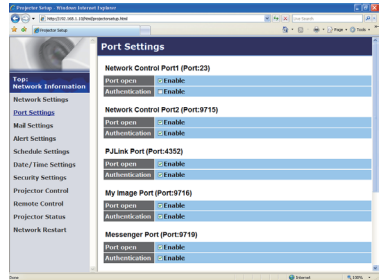 Projector Setup - Windows Internet Explorer
http://192.168.1.10/html/projectorsetup.html
Live Search
Projector Setup
Page
Tools
Top:
Network Information
Network Settings
Port Settings
Mail Settings
Alert Settings
Schedule Settings
Date/Time Settings
Security Settings
Projector Control
Remote Control
Projector Status
Network Restart
Port Settings
Network Control Port1 (Port:23)
Port open Enable
Authentication Enable
Network Control Port2 (Port:9715)
Port open Enable
Authentication Enable
PJLink Port (Port:4352)
Authentication Enable
My Image Port (Port:9716)
Port open Enable
Authentication Enable
Messenger Port (Port:9719)
Port open Enable
Authentication Enable
Done
Internet
100%